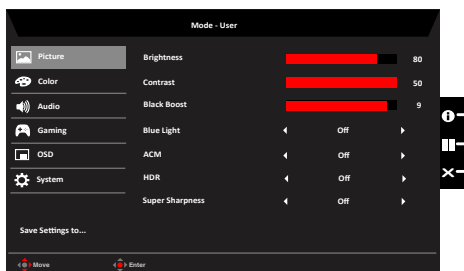 Mode - User
Picture
Color
Audio
Gaming
OSD
System
Save Settings to...
Brightness 80
Contrast 50
Black Boost 9
Blue Light Off
ACM Off
HDR Off
Super Sharpness Off
Move Enter